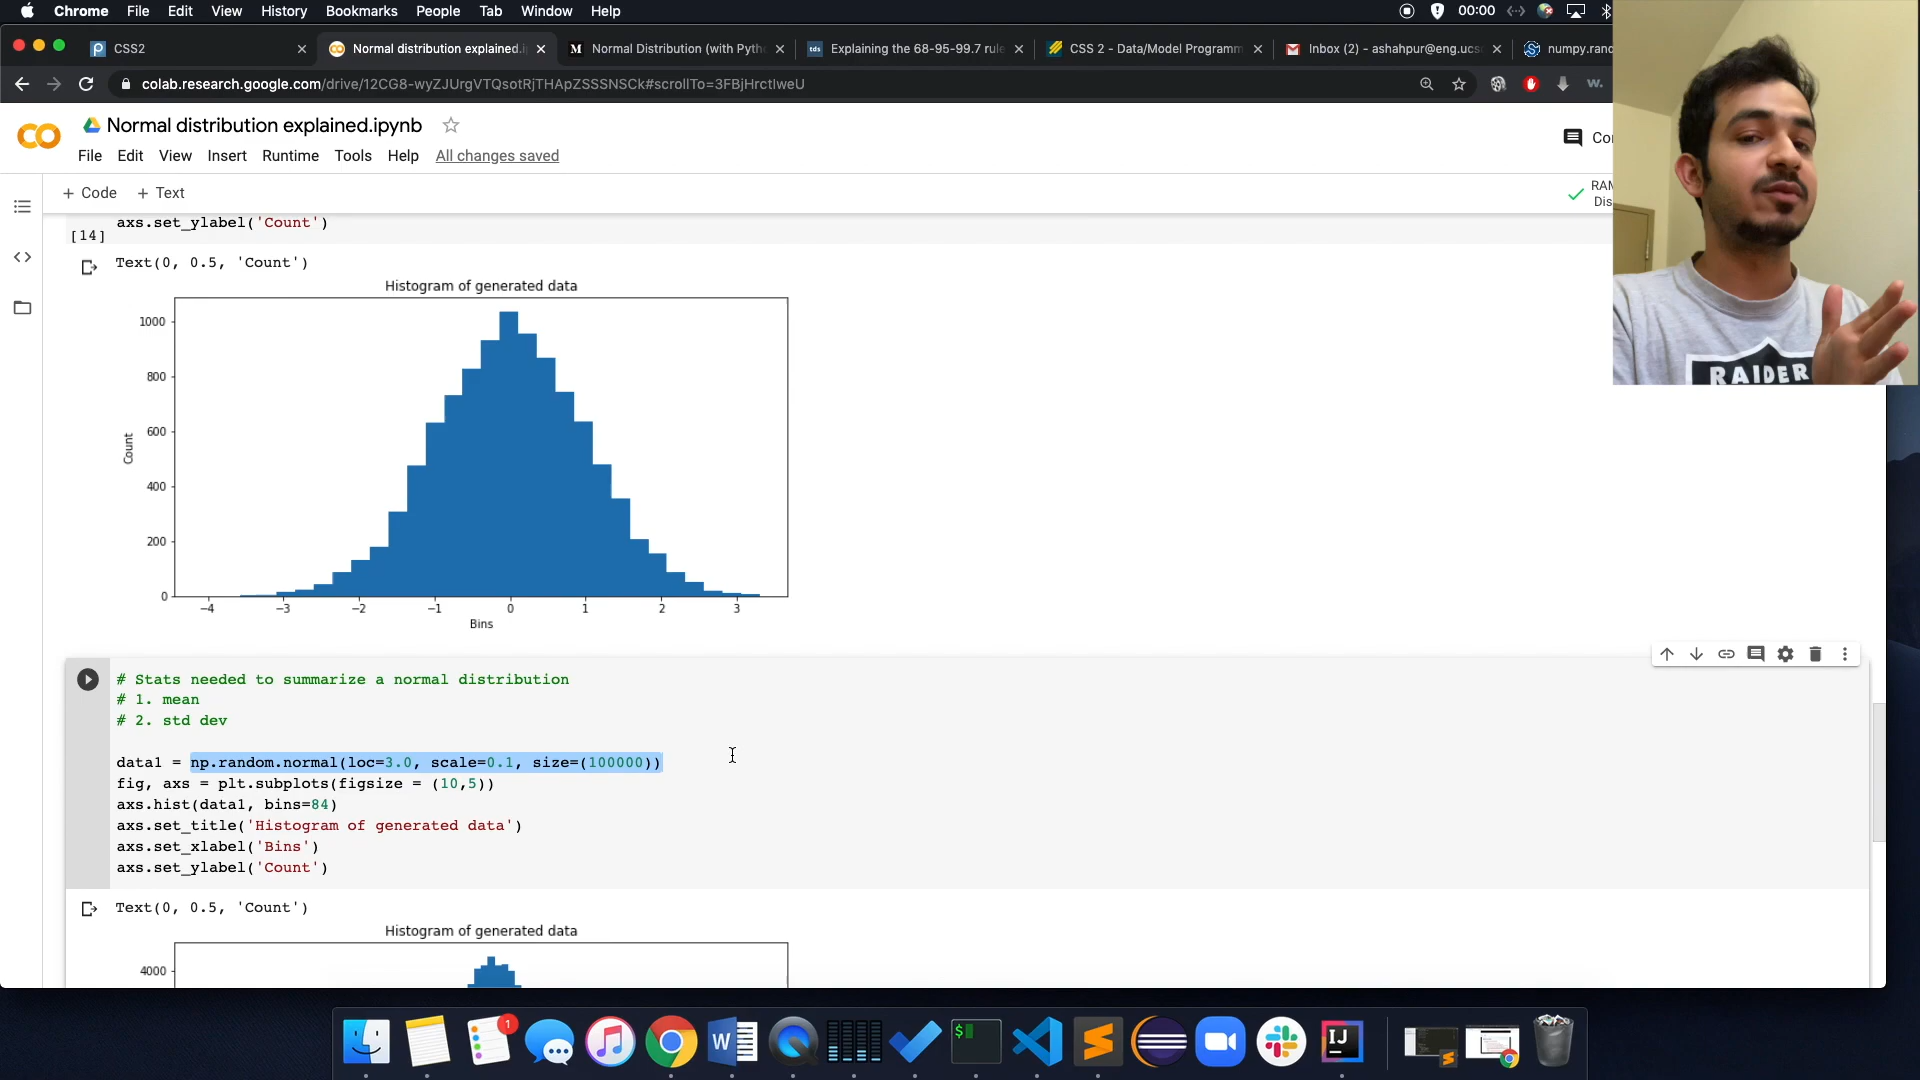 Chrome File Edit View History Bookmarks People Tab Window Help 00:00
CSS2
Normal distribution explained.i
Normal Distribution (with Pyth
Explaining the 68-95-99.7 rule
CSS 2 - Data/Model Programm
Inbox (2) - ashahpur@eng.ucs
numpy.rand
colab.research.google.com/drive/12CG8-wyZJUrgVTQsotRjTHApZSSSNSCk#scrollTo=3FBjHrctlweU
Normal distribution explained.ipynb
Co
File Edit View Insert Runtime Tools Help All changes saved
+ Code + Text
RAM
Dis
axs.set_ylabel('Count')
[14]
Text(0, 0.5, 'Count')
Histogram of generated data
1000
800
600
400
200
0
Count
−4 −3 −2 −1 0 1 2 3
Bins
# Stats needed to summarize a normal distribution
# 1. mean
# 2. std dev
data1 = np.random.normal(loc=3.0, scale=0.1, size=(100000))
fig, axs = plt.subplots(figsize = (10,5))
axs.hist(data1, bins=84)
axs.set_title('Histogram of generated data')
axs.set_xlabel('Bins')
axs.set_ylabel('Count')
Text(0, 0.5, 'Count')
Histogram of generated data
4000
RAIDER
1
W
$
IJ